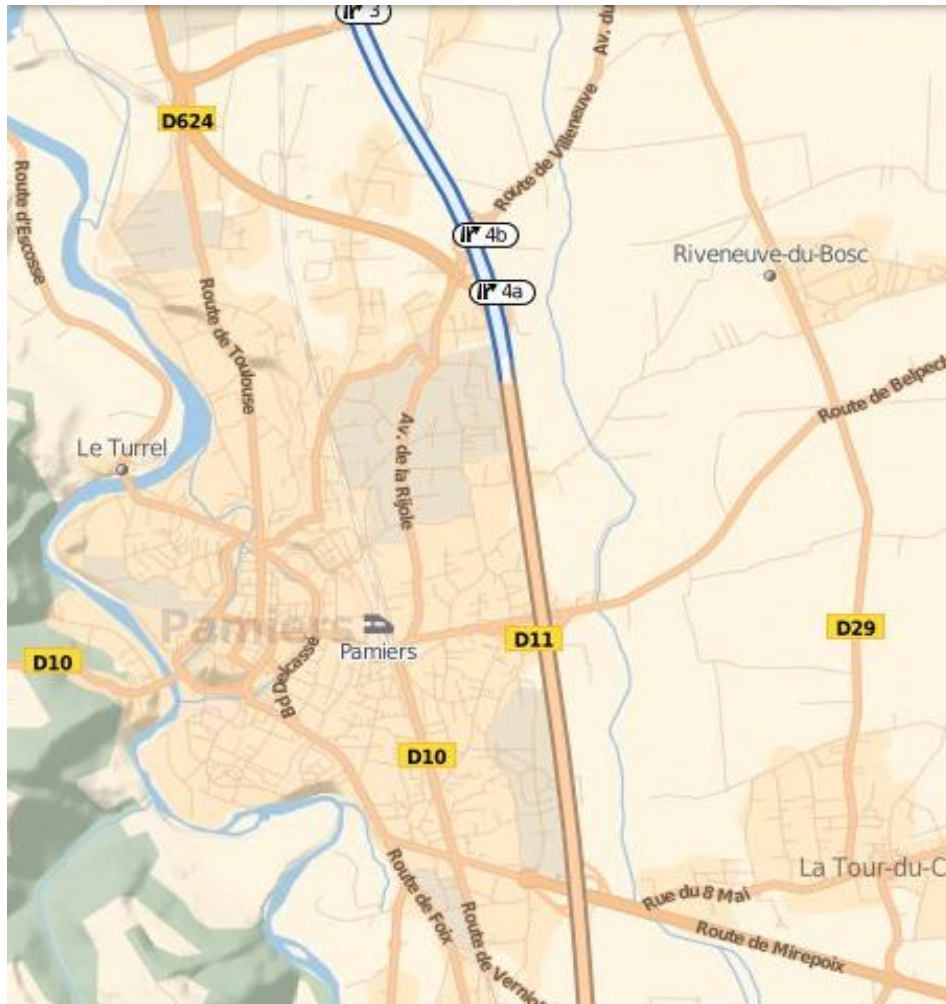 3
Av. du
D624
Route de Villeneuve
Route d'Escosse
4b
Riveneuve-du-Bosc
4a
Route de Toulouse
Route de Belpech
Av. de la Rijole
Le Turrel
Pamiers
D11
D29
Pamiers
D10
Bd Delcassé
D10
La Tour-du-C
Rue du 8 Mai
Route de Foix
Route de Mirepoix
Route de Vernio